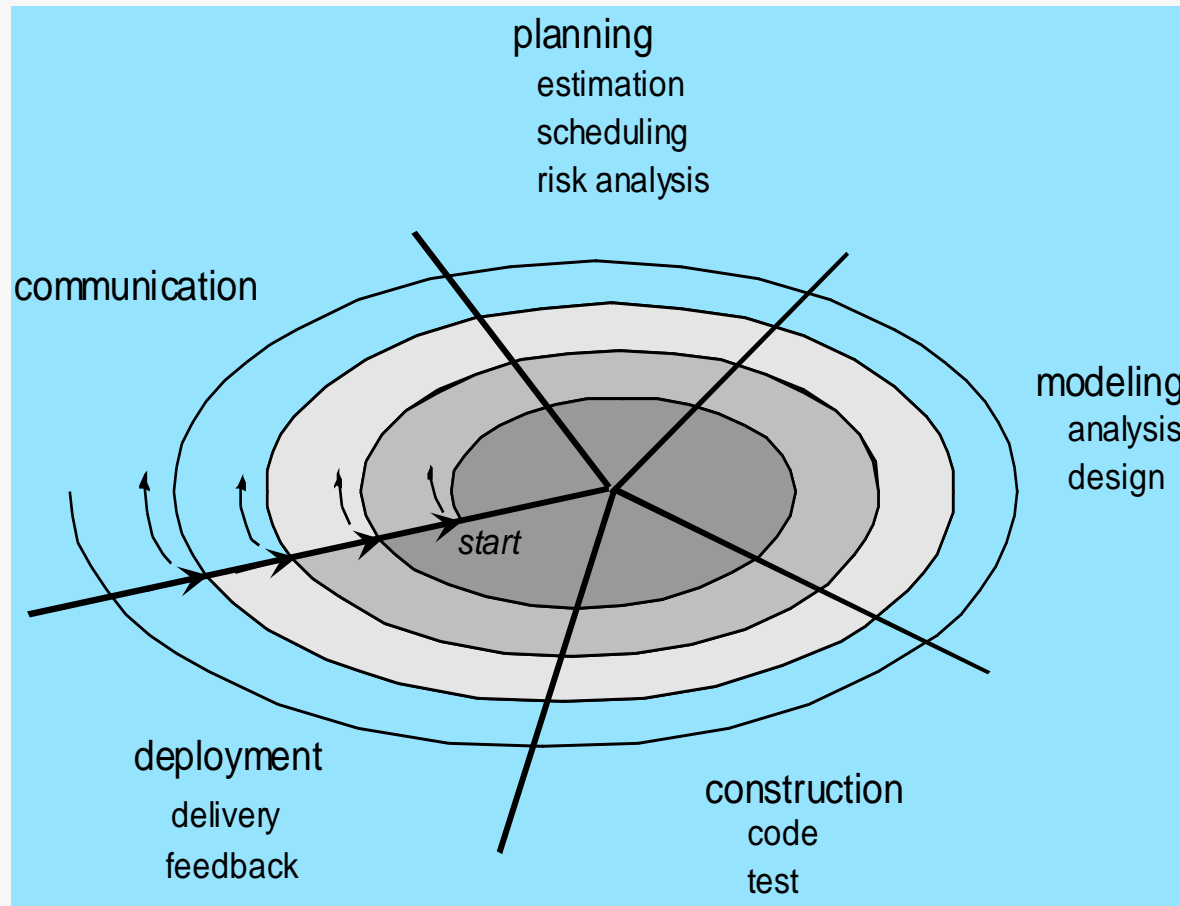 planning
estimation
scheduling
risk analysis
communication
modeling
analysis
design
start
deployment
delivery
feedback
construction
code
test